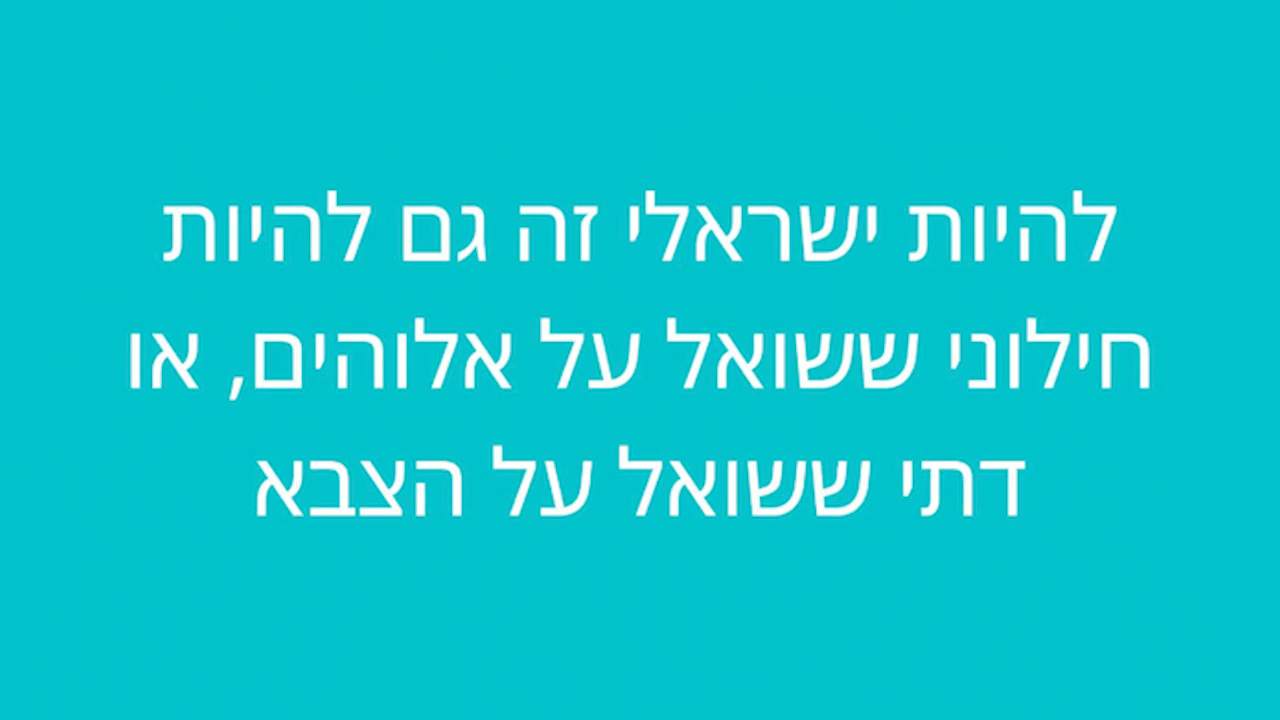 להיות ישראלי זה גם להיות
חילוני ששואל על אלוהים, או
דתי ששואל על הצבא